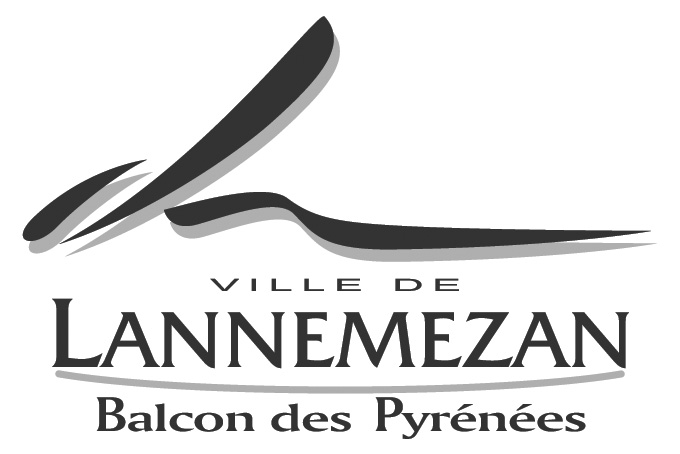 VILLE DE
LANNEMEZAN
Balcon des Pyrénées